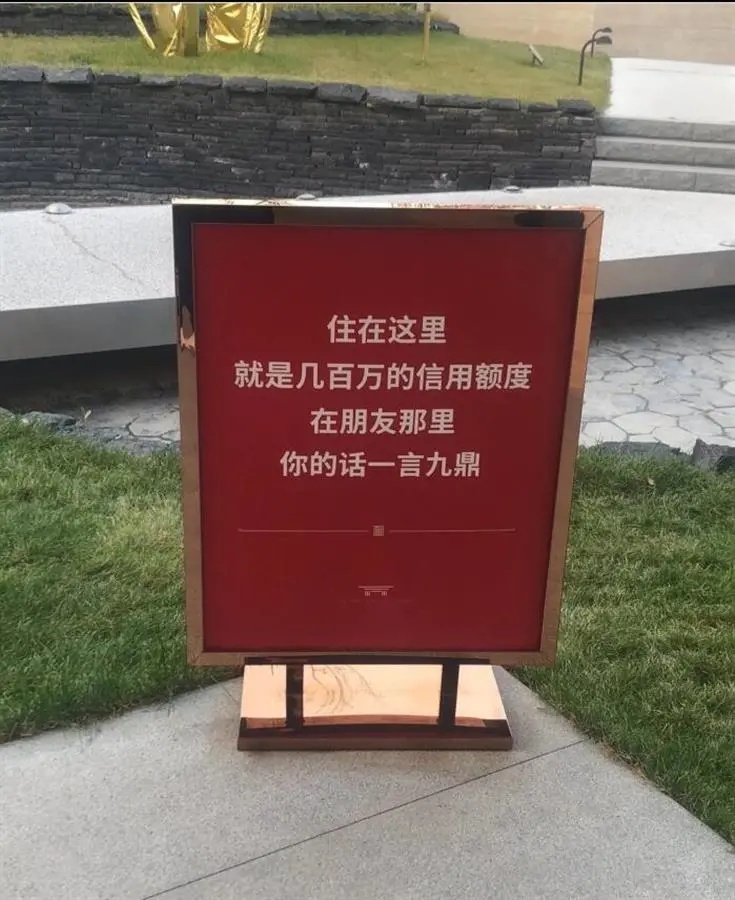 住在这里
就是几百万的信用额度
在朋友那里
你的话一言九鼎